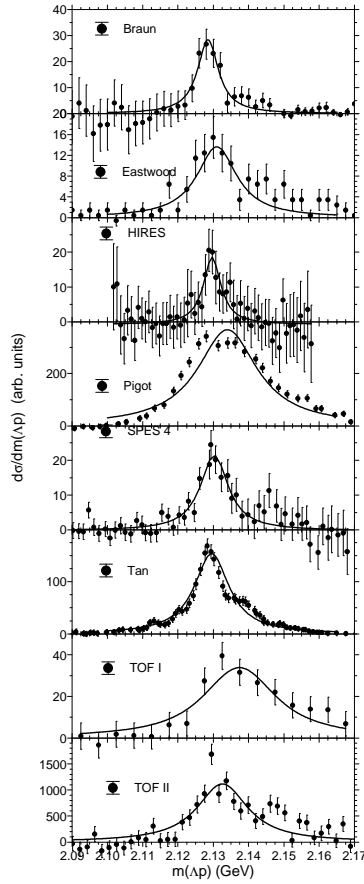 40
30
20
10
0
Braun
20
16
12
8
4
0
Eastwood
20
10
0
HIRES
200
0
Pigot
20
10
0
SPES 4
100
0
Tan
40
20
0
TOF I
1500
1000
500
0
TOF II
dσ/dm(Λp) (arb. units)
2.09 2.10 2.11 2.12 2.13 2.14 2.15 2.16 2.17
m(Λp) (GeV)